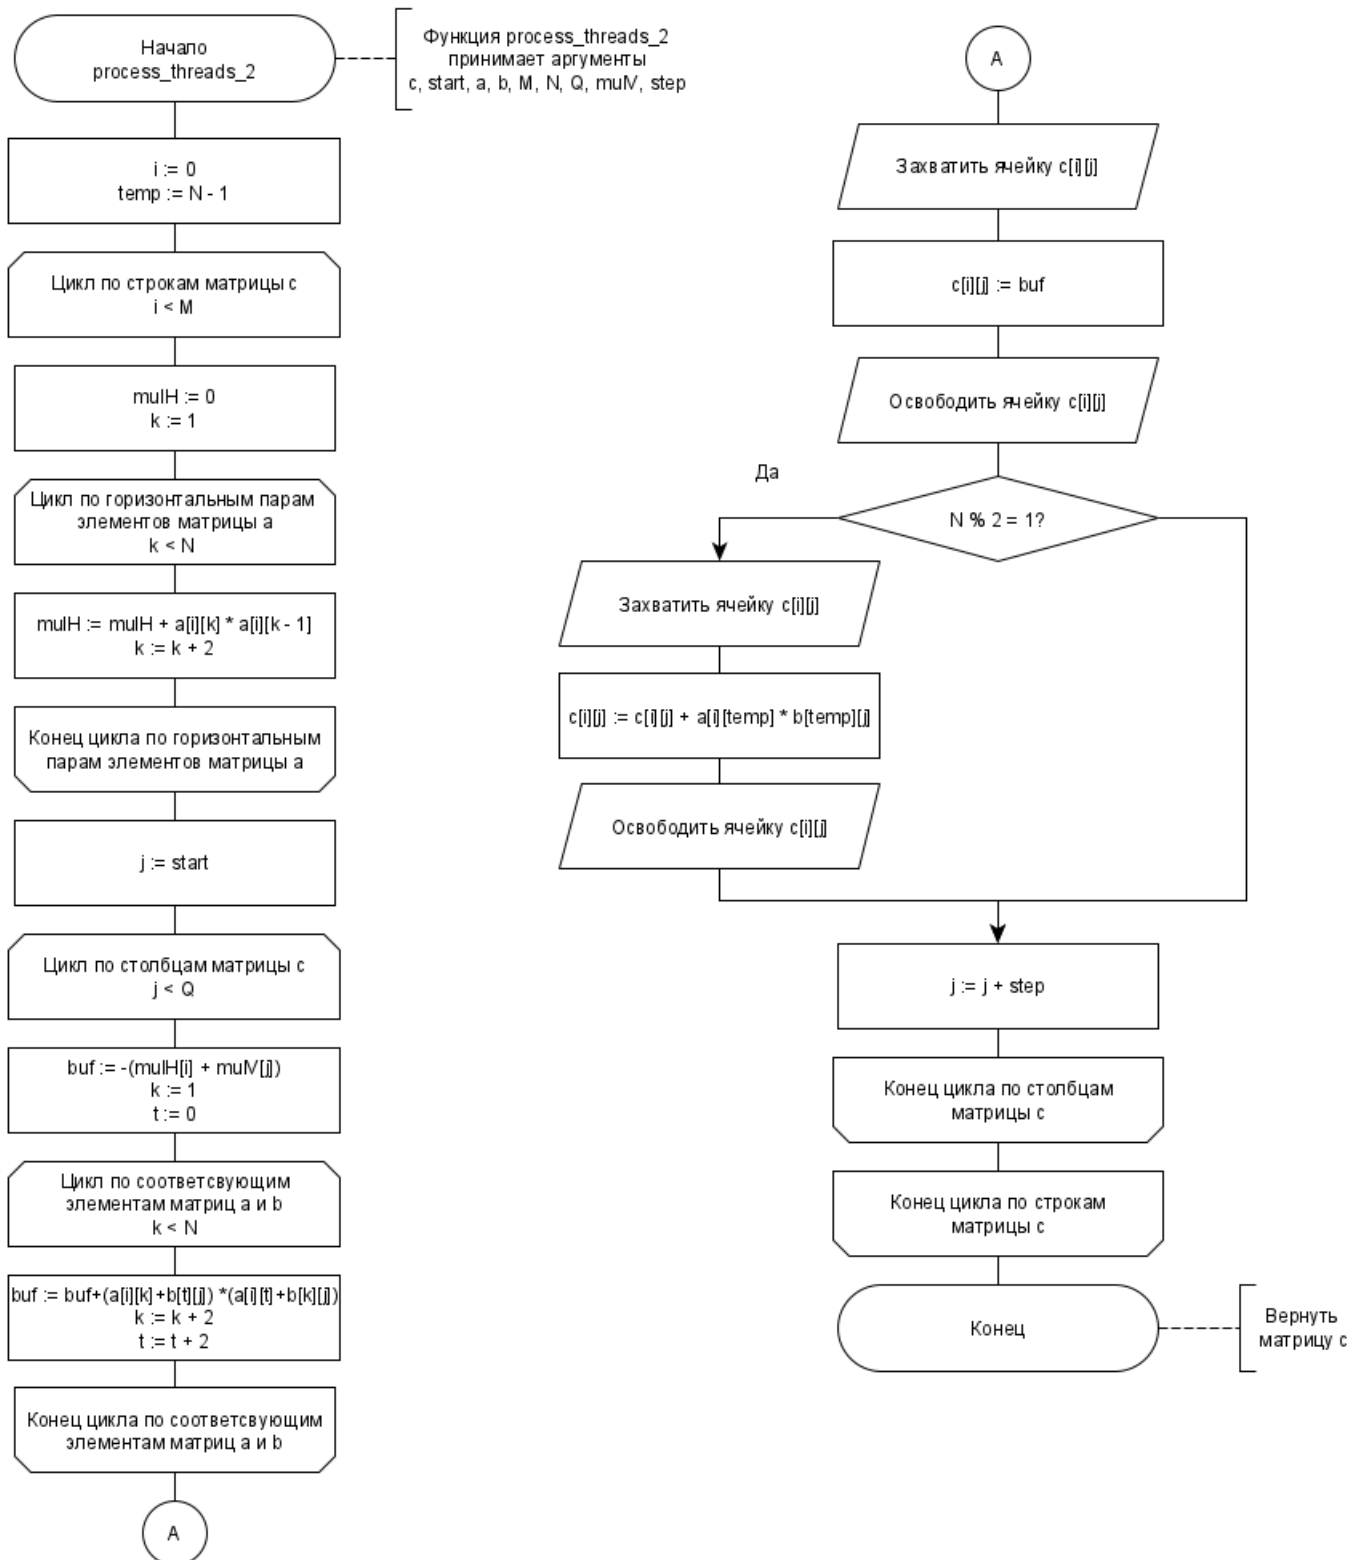 Начало
process_threads_2
Функция process_threads_2
принимает аргументы
c, start, a, b, M, N, Q, mulV, step
i := 0
temp := N - 1
Цикл по строкам матрицы c
i < M
mulH := 0
k := 1
Цикл по горизонтальным парам
элементов матрицы a
k < N
mulH := mulH + a[i][k] * a[i][k - 1]
k := k + 2
Конец цикла по горизонтальным
парам элементов матрицы a
j := start
Цикл по столбцам матрицы c
j < Q
buf := -(mulH[i] + mulV[j])
k := 1
t := 0
Цикл по соответсвующим
элементам матриц a и b
k < N
buf := buf+(a[i][k]+b[t][j]) *(a[i][t]+b[k][j])
k := k + 2
t := t + 2
Конец цикла по соответсвующим
элементам матриц a и b
A
A
Захватить ячейку c[i][j]
c[i][j] := buf
Освободить ячейку c[i][j]
Да
N % 2 = 1?
Захватить ячейку c[i][j]
c[i][j] := c[i][j] + a[i][temp] * b[temp][j]
Освободить ячейку c[i][j]
j := j + step
Конец цикла по столбцам
матрицы c
Конец цикла по строкам
матрицы c
Конец
Вернуть
матрицу c